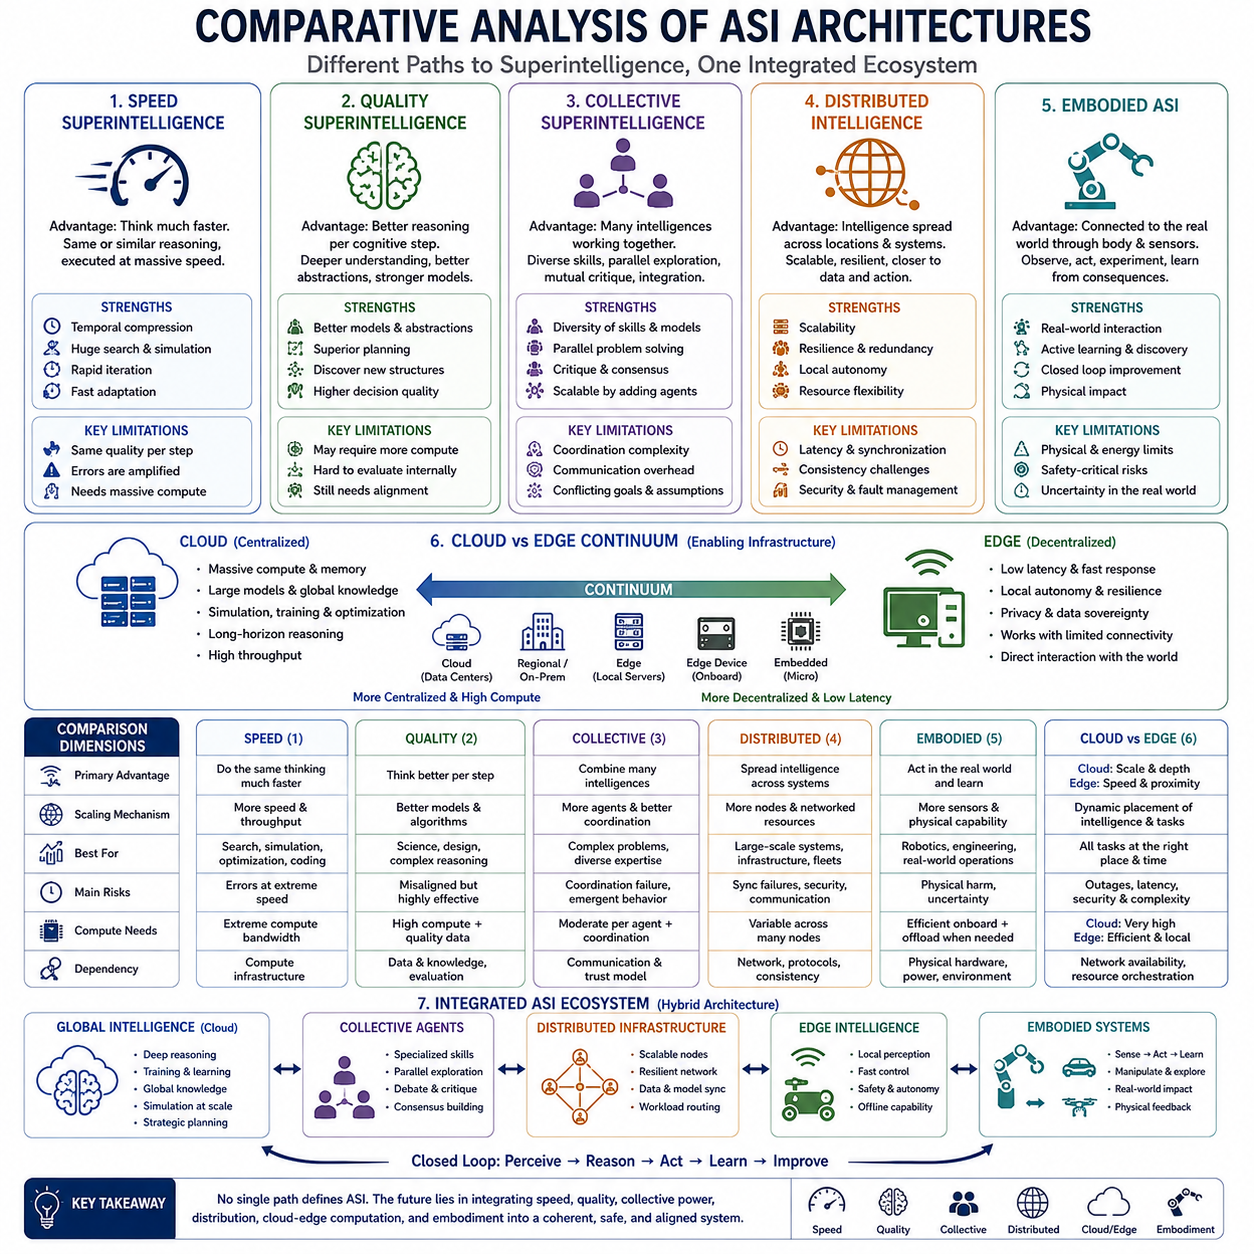 COMPARATIVE ANALYSIS OF ASI ARCHITECTURES
Different Paths to Superintelligence, One Integrated Ecosystem
1. SPEED
SUPERINTELLIGENCE
Advantage: Think much faster.
Same or similar reasoning,
executed at massive speed.
STRENGTHS
Temporal compression
Huge search & simulation
Rapid iteration
Fast adaptation
KEY LIMITATIONS
Same quality per step
Errors are amplified
Needs massive compute
2. QUALITY
SUPERINTELLIGENCE
Advantage: Better reasoning
per cognitive step.
Deeper understanding, better
abstractions, stronger models.
STRENGTHS
Better models & abstractions
Superior planning
Discover new structures
Higher decision quality
KEY LIMITATIONS
May require more compute
Hard to evaluate internally
Still needs alignment
3. COLLECTIVE
SUPERINTELLIGENCE
Advantage: Many intelligences
working together.
Diverse skills, parallel exploration,
mutual critique, integration.
STRENGTHS
Diversity of skills & models
Parallel problem solving
Critique & consensus
Scalable by adding agents
KEY LIMITATIONS
Coordination complexity
Communication overhead
Conflicting goals & assumptions
4. DISTRIBUTED
INTELLIGENCE
Advantage: Intelligence spread
across locations & systems.
Scalable, resilient, closer to
data and action.
STRENGTHS
Scalability
Resilience & redundancy
Local autonomy
Resource flexibility
KEY LIMITATIONS
Latency & synchronization
Consistency challenges
Security & fault management
5. EMBODIED ASI
Advantage: Connected to the real
world through body & sensors.
Observe, act, experiment, learn
from consequences.
STRENGTHS
Real-world interaction
Active learning & discovery
Closed loop improvement
Physical impact
KEY LIMITATIONS
Physical & energy limits
Safety-critical risks
Uncertainty in the real world
CLOUD (Centralized)
• Massive compute & memory
• Large models & global knowledge
• Simulation, training & optimization
• Long-horizon reasoning
• High throughput
6. CLOUD vs EDGE CONTINUUM (Enabling Infrastructure)
CONTINUUM
Cloud
(Data Centers)
Regional /
On-Prem
Edge
(Local Servers)
Edge Device
(Onboard)
Embedded
(Micro)
More Centralized & High Compute
More Decentralized & Low Latency
EDGE (Decentralized)
• Low latency & fast response
• Local autonomy & resilience
• Privacy & data sovereignty
• Works with limited connectivity
• Direct interaction with the world
COMPARISON
DIMENSIONS
SPEED (1)
QUALITY (2)
COLLECTIVE (3)
DISTRIBUTED (4)
EMBODIED (5)
CLOUD vs EDGE (6)
Primary Advantage
Do the same thinking
much faster
Think better per step
Combine many
intelligences
Spread intelligence
across systems
Act in the real world
and learn
Cloud: Scale & depth
Edge: Speed & proximity
Scaling Mechanism
More speed &
throughput
Better models &
algorithms
More agents & better
coordination
More nodes & networked
resources
More sensors &
physical capability
Dynamic placement of
intelligence & tasks
Best For
Search, simulation,
optimization, coding
Science, design,
complex reasoning
Complex problems,
diverse expertise
Large-scale systems,
infrastructure, fleets
Robotics, engineering,
real-world operations
All tasks at the right
place & time
Main Risks
Errors at extreme
speed
Misaligned but
highly effective
Coordination failure,
emergent behavior
Sync failures, security,
communication
Physical harm,
uncertainty
Outages, latency,
security & complexity
Compute Needs
Extreme compute
bandwidth
High compute +
quality data
Moderate per agent +
coordination
Variable across
many nodes
Efficient onboard +
offload when needed
Cloud: Very high
Edge: Efficient & local
Dependency
Compute
infrastructure
Data & knowledge,
evaluation
Communication &
trust model
Network, protocols,
consistency
Physical hardware,
power, environment
Network availability,
resource orchestration
7. INTEGRATED ASI ECOSYSTEM (Hybrid Architecture)
GLOBAL INTELLIGENCE (Cloud)
• Deep reasoning
• Training & learning
• Global knowledge
• Simulation at scale
• Strategic planning
COLLECTIVE AGENTS
• Specialized skills
• Parallel exploration
• Debate & critique
• Consensus building
DISTRIBUTED INFRASTRUCTURE
• Scalable nodes
• Resilient network
• Data & model sync
• Workload routing
EDGE INTELLIGENCE
• Local perception
• Fast control
• Safety & autonomy
• Offline capability
EMBODIED SYSTEMS
• Sense → Act → Learn
• Manipulate & explore
• Real-world impact
• Physical feedback
Closed Loop: Perceive → Reason → Act → Learn → Improve
KEY TAKEAWAY
No single path defines ASI. The future lies in integrating speed, quality, collective power,
distribution, cloud-edge computation, and embodiment into a coherent, safe, and aligned system.
Speed
Quality
Collective
Distributed
Cloud/Edge
Embodiment